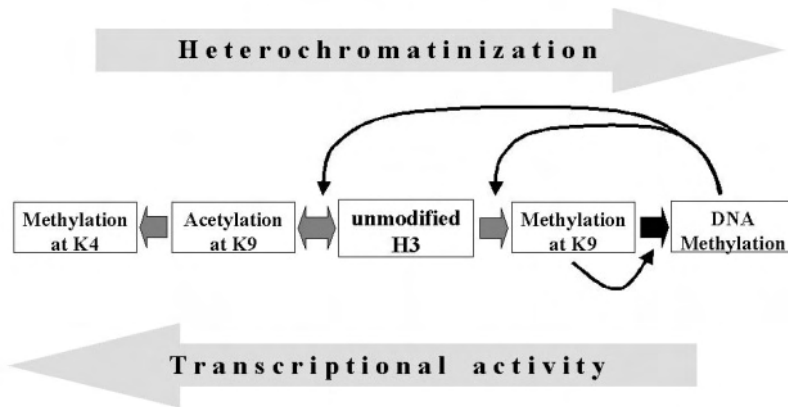 Heterochromatinization
Methylation
at K4
Acetylation
at K9
unmodified
H3
Methylation
at K9
DNA
Methylation
Transcriptional activity